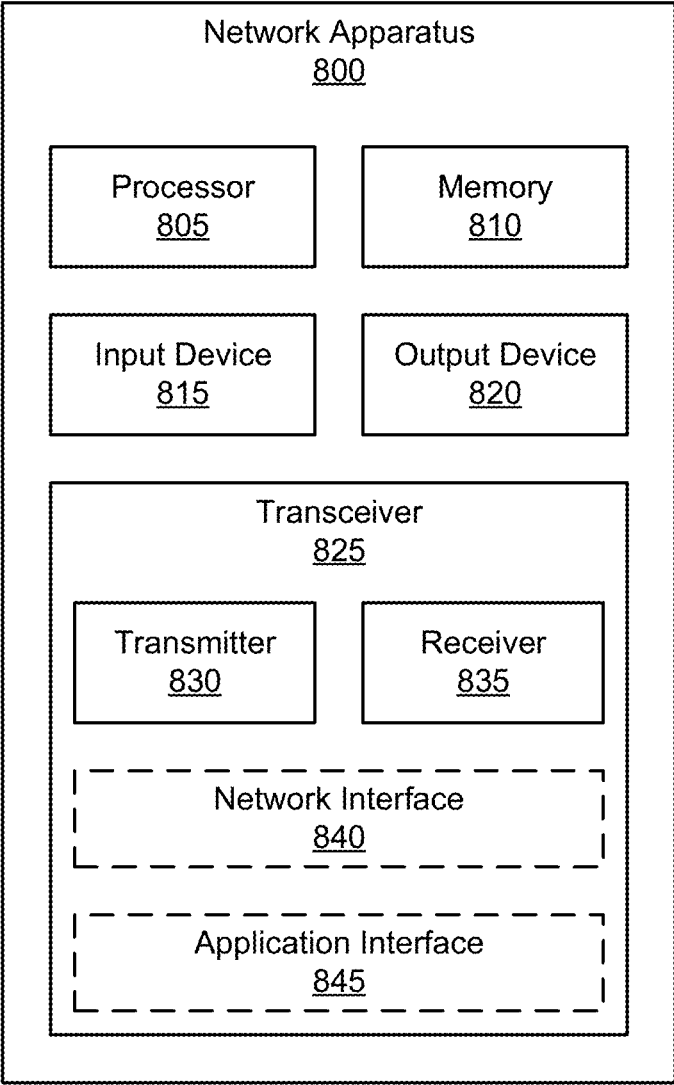 Network Apparatus
800
Processor
805
Memory
810
Input Device
815
Output Device
820
Transceiver
825
Transmitter
830
Receiver
835
Network Interface
840
Application Interface
845